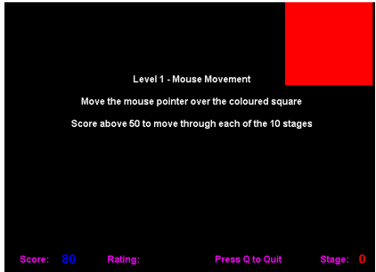 Level 1 - Mouse Movement
Move the mouse pointer over the coloured square
Score above 50 to move through each of the 10 stages
Score: 80 Rating: Press Q to Quit Stage: 0